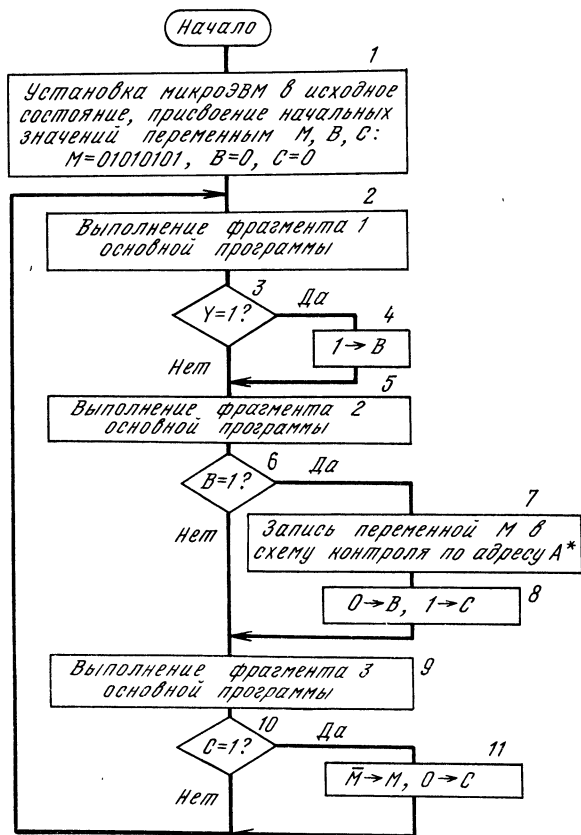 Начало
1
Установка микроЭВМ в исходное
состояние, присвоение начальных
значений переменным M, B, C:
M=01010101, B=0, C=0
2
Выполнение фрагмента 1
основной программы
3
Y=1?
Да
4
1→B
Нет
5
Выполнение фрагмента 2
основной программы
6
B=1?
Да
7
Нет
Запись переменной M в
схему контроля по адресу A*
0→B, 1→C
8
Выполнение фрагмента 3
основной программы
9
10
C=1?
Да
11
M̅→M, 0→C
Нет